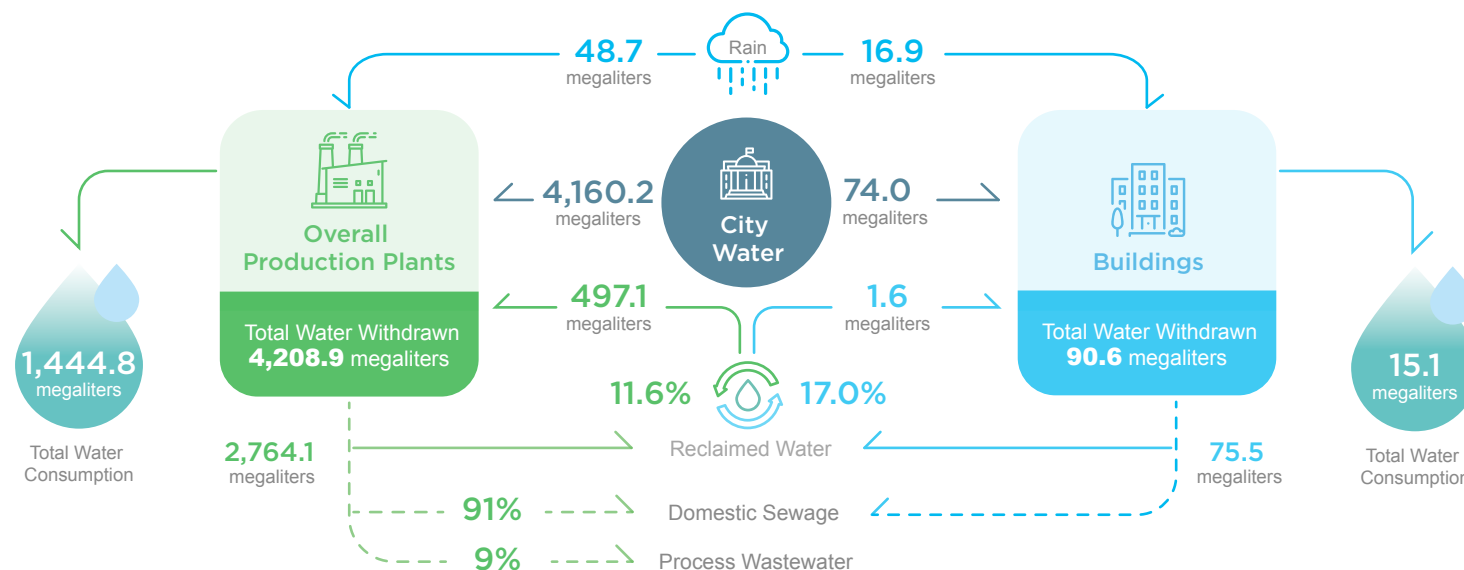 48.7
megaliters
Rain
16.9
megaliters
Overall
Production Plants
Total Water Withdrawn
4,208.9 megaliters
4,160.2
megaliters
City
Water
74.0
megaliters
Buildings
Total Water Withdrawn
90.6 megaliters
497.1
megaliters
1.6
megaliters
1,444.8
megaliters
Total Water
Consumption
11.6%
17.0%
Reclaimed Water
15.1
megaliters
Total Water
Consumption
2,764.1
megaliters
75.5
megaliters
91%
Domestic Sewage
9%
Process Wastewater